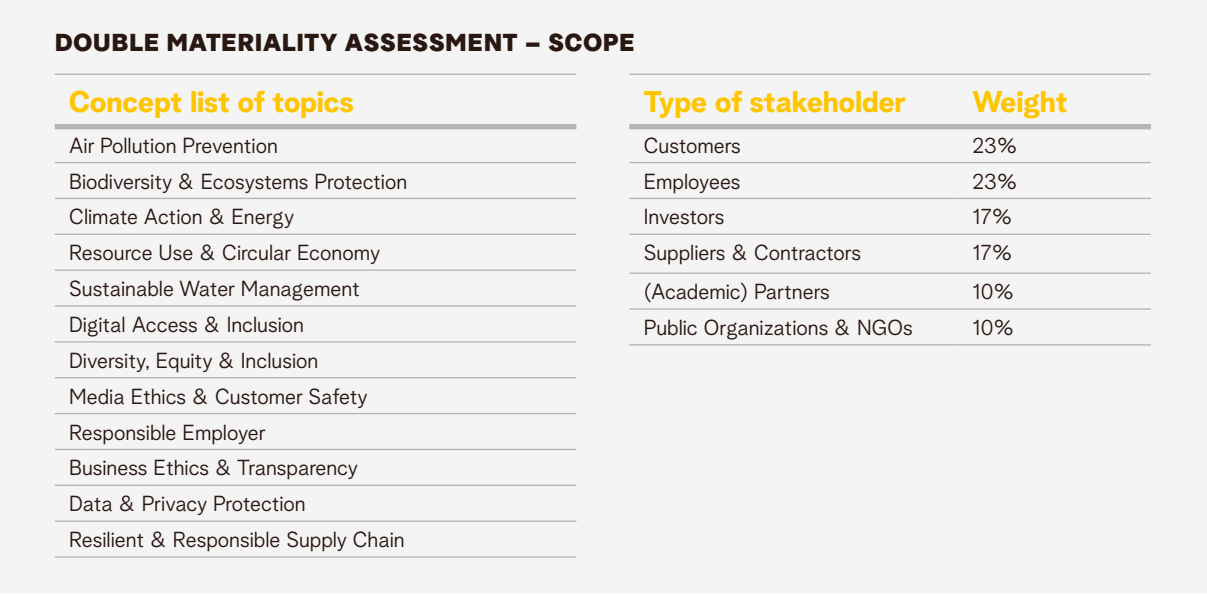 DOUBLE MATERIALITY ASSESSMENT – SCOPE
Concept list of topics
Air Pollution Prevention
Biodiversity & Ecosystems Protection
Climate Action & Energy
Resource Use & Circular Economy
Sustainable Water Management
Digital Access & Inclusion
Diversity, Equity & Inclusion
Media Ethics & Customer Safety
Responsible Employer
Business Ethics & Transparency
Data & Privacy Protection
Resilient & Responsible Supply Chain
Type of stakeholder Weight
Customers 23%
Employees 23%
Investors 17%
Suppliers & Contractors 17%
(Academic) Partners 10%
Public Organizations & NGOs 10%